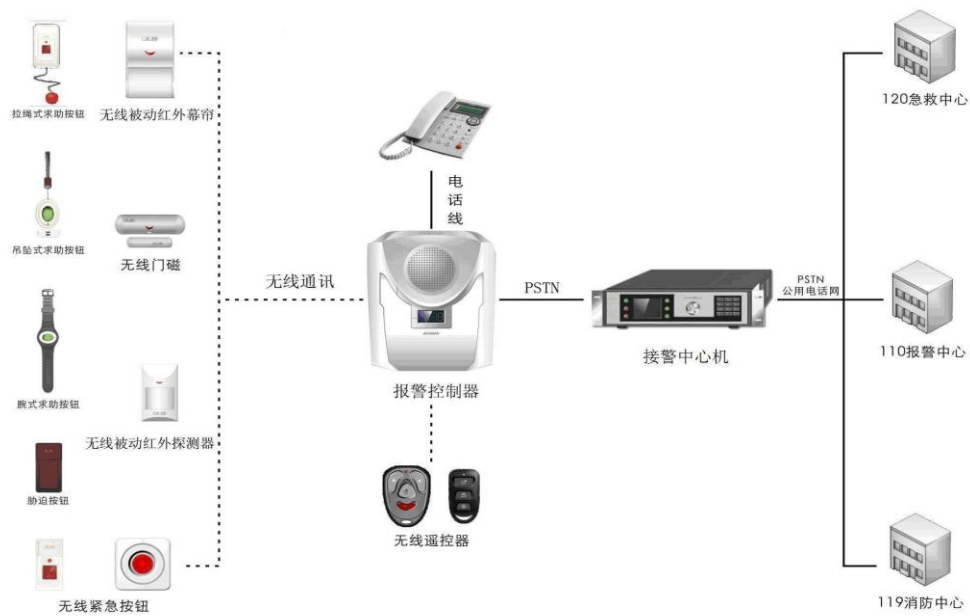 拉绳式求助按钮
无线被动红外幕帘
吊坠式求助按钮
无线门磁
腕式求助按钮
无线被动红外探测器
胁迫按钮
无线紧急按钮
无线通讯
电
话
线
报警控制器
无线遥控器
PSTN
接警中心机
PSTN
公用电话网
120急救中心
110报警中心
119消防中心